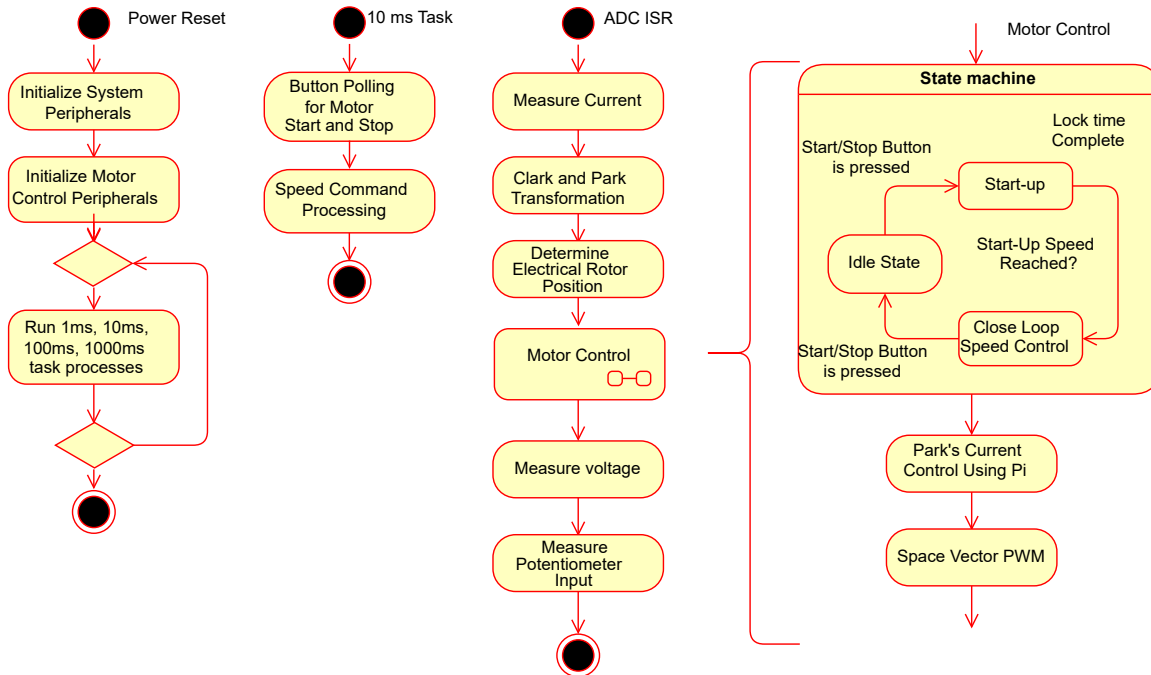 Power Reset
Initialize System
Peripherals
Initialize Motor
Control Peripherals
Run 1ms, 10ms,
100ms, 1000ms
task processes
10 ms Task
Button Polling
for Motor
Start and Stop
Speed Command
Processing
ADC ISR
Measure Current
Clark and Park
Transformation
Determine
Electrical Rotor
Position
Motor Control
Measure voltage
Measure
Potentiometer
Input
Motor Control
State machine
Lock time
Complete
Start/Stop Button
is pressed
Start-up
Idle State
Start-Up Speed
Reached?
Close Loop
Speed Control
Start/Stop Button
is pressed
Park's Current
Control Using Pi
Space Vector PWM